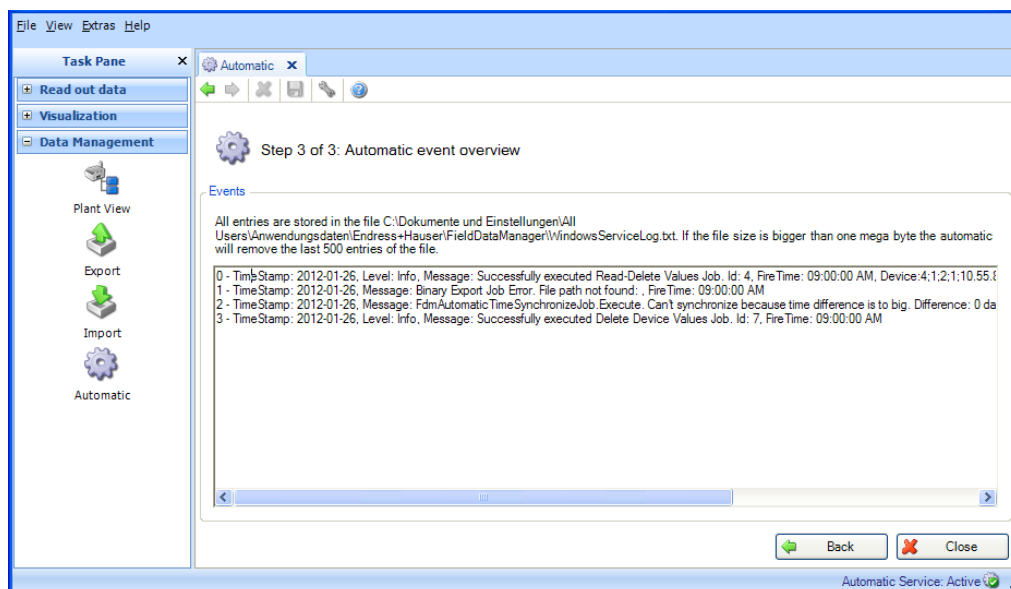 File View Extras Help
Task Pane
Automatic
Read out data
Visualization
Data Management
Step 3 of 3: Automatic event overview
Plant View
Events
Export
All entries are stored in the file C:\Dokumente und Einstellungen\All
Users\Anwendungsdaten\Endress+Hauser\FieldDataManager\WindowsServiceLog.txt. If the file size is bigger than one mega byte the automatic
will remove the last 500 entries of the file.
0 - TimeStamp: 2012-01-26, Level: Info, Message: Successfully executed Read-Delete Values Job. Id: 4, FireTime: 09:00:00 AM, Device:4;1;2;1;10.55.8
1 - TimeStamp: 2012-01-26, Message: Binary Export Job Error. File path not found: , FireTime: 09:00:00 AM
2 - TimeStamp: 2012-01-26, Message: FdmAutomaticTimeSynchronizeJob.Execute. Can't synchronize because time difference is to big. Difference: 0 da
3 - TimeStamp: 2012-01-26, Level: Info, Message: Successfully executed Delete Device Values Job. Id: 7, FireTime: 09:00:00 AM
Import
Automatic
Back
Close
Automatic Service: Active